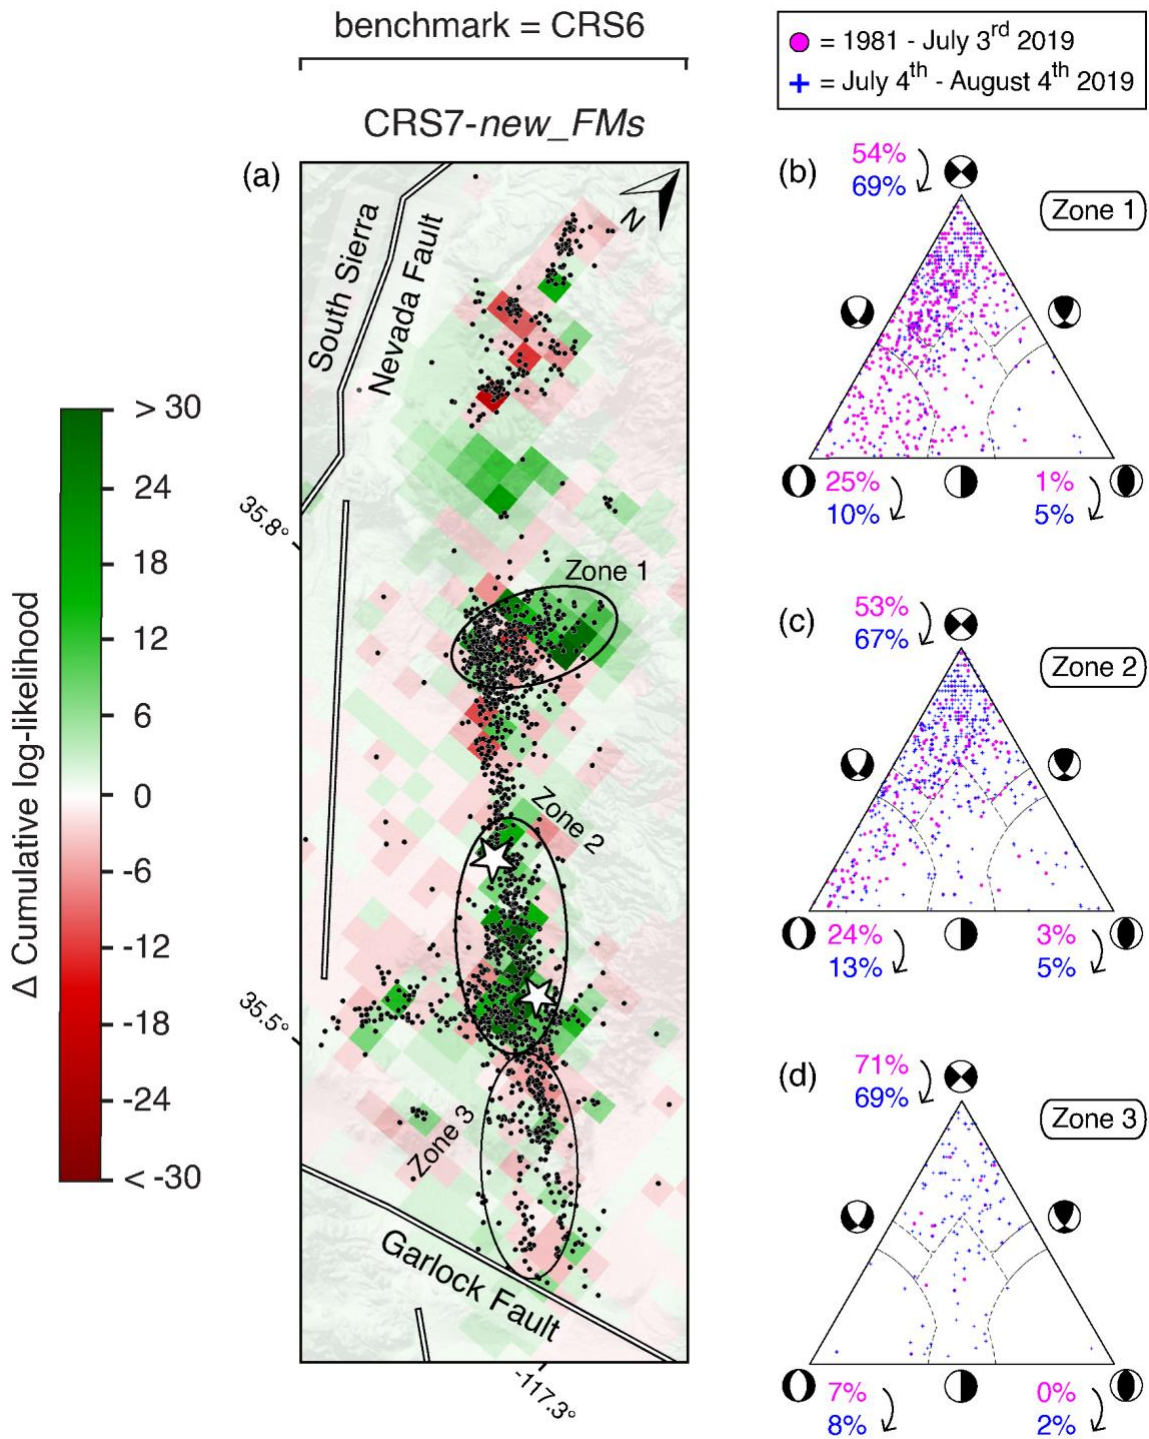 benchmark = CRS6
CRS7-new_FMs
(a)
N
South Sierra
Nevada Fault
35.8°
35.5°
-117.3°
Zone 1
Zone 2
Zone 3
Garlock Fault
Δ Cumulative log-likelihood
> 30
24
18
12
6
0
-6
-12
-18
-24
< -30
= 1981 - July 3rd 2019
= July 4th - August 4th 2019
(b)
54%
69%
Zone 1
25%
10%
1%
5%
(c)
53%
67%
Zone 2
24%
13%
3%
5%
(d)
71%
69%
Zone 3
7%
8%
0%
2%